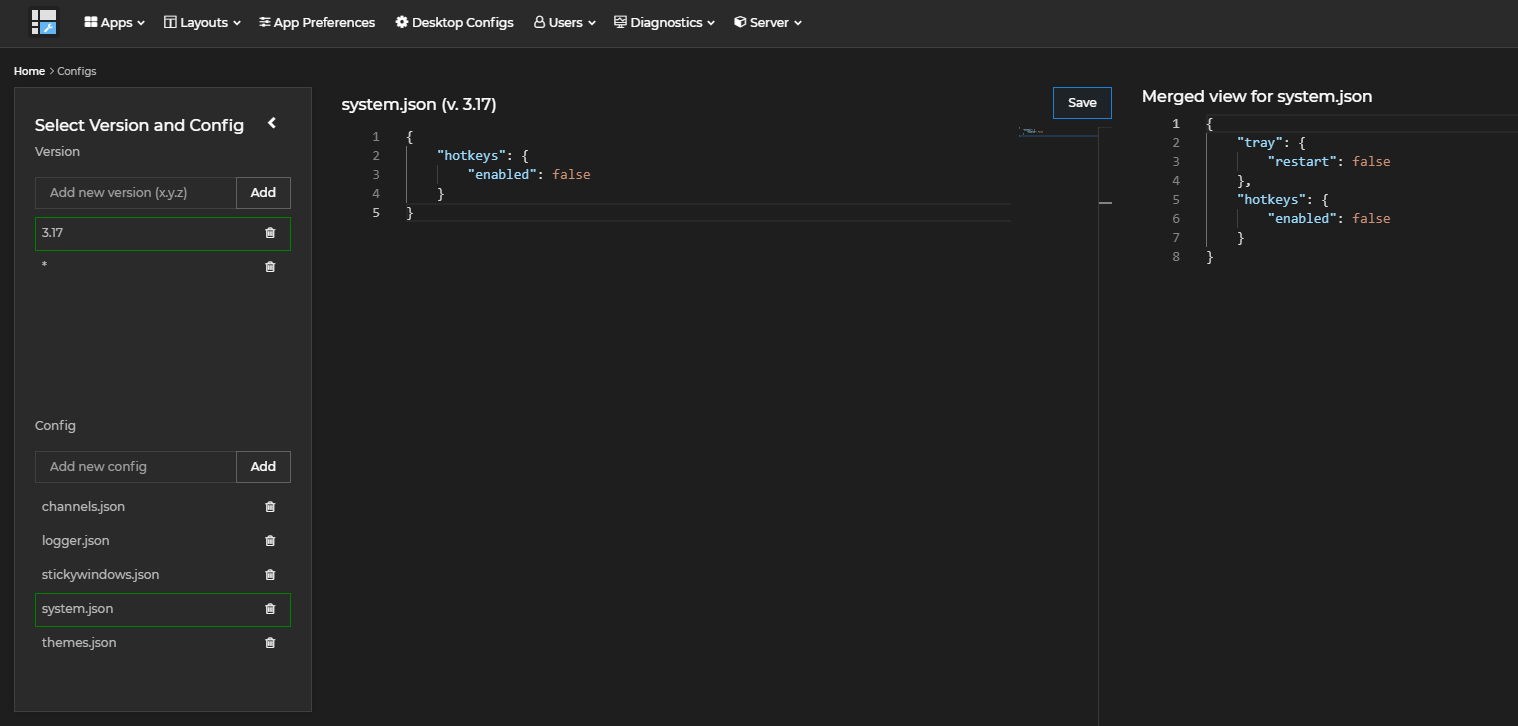 Apps Layouts App Preferences Desktop Configs Users Diagnostics Server
Home > Configs
Select Version and Config
Version
Add new version (x.y.z) Add
3.17
*
Config
Add new config Add
channels.json
logger.json
stickywindows.json
system.json
themes.json
system.json (v. 3.17) Save
1 {
2 "hotkeys": {
3 "enabled": false
4 }
5 }
Merged view for system.json
1 {
2 "tray": {
3 "restart": false
4 },
5 "hotkeys": {
6 "enabled": false
7 }
8 }